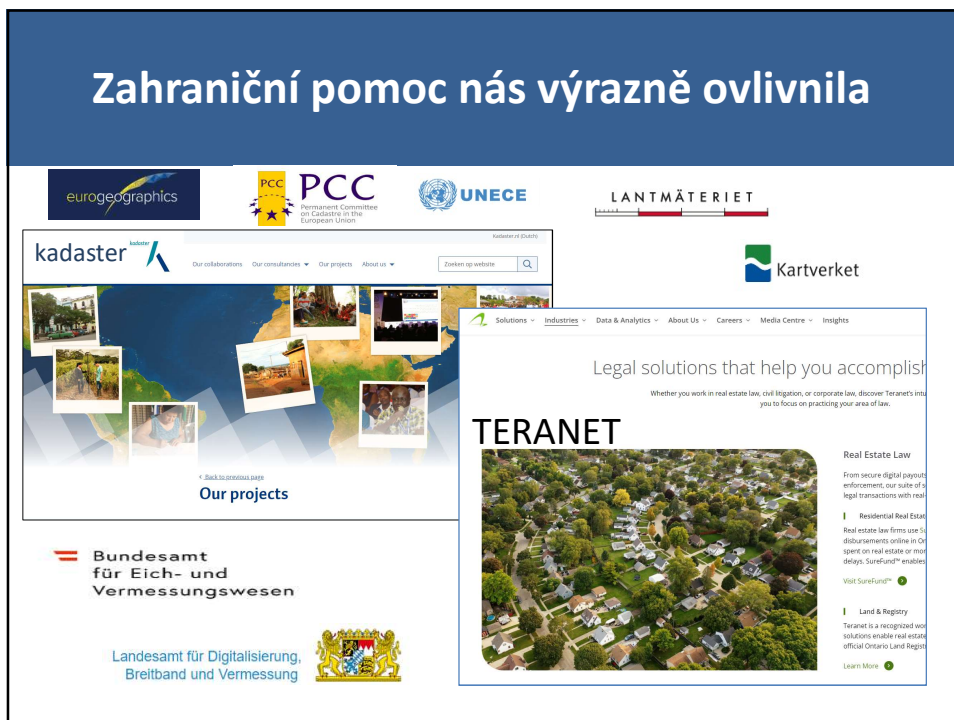 Zahraniční pomoc nás výrazně ovlivnila
eurogeographics
PCC
PCC
Permanent Committee
on Cadastre in the
European Union
UNECE
LANTMÄTERIET
Kadaster.nl (Dutch)
kadaster
kadaster
Our collaborations Our consultancies Our projects About us
Zoeken op website
Kartverket
Solutions Industries Data & Analytics About Us Careers Media Centre Insights
Legal solutions that help you accomplish
Whether you work in real estate law, civil litigation, or corporate law, discover Teranet's intu
you to focus on practicing your area of law.
TERANET
< Back to previous page
Our projects
Real Estate Law
From secure digital payouts
enforcement, our suite of s
legal transactions with real-
Residential Real Estat
Real estate law firms use Su
disbursements online in On
spent on real estate or mor
delays. SureFund™ enables
Visit SureFund™
Land & Registry
Teranet is a recognized wor
solutions enable real estate
official Ontario Land Regist
Learn More
Bundesamt
für Eich- und
Vermessungswesen
Landesamt für Digitalisierung,
Breitband und Vermessung